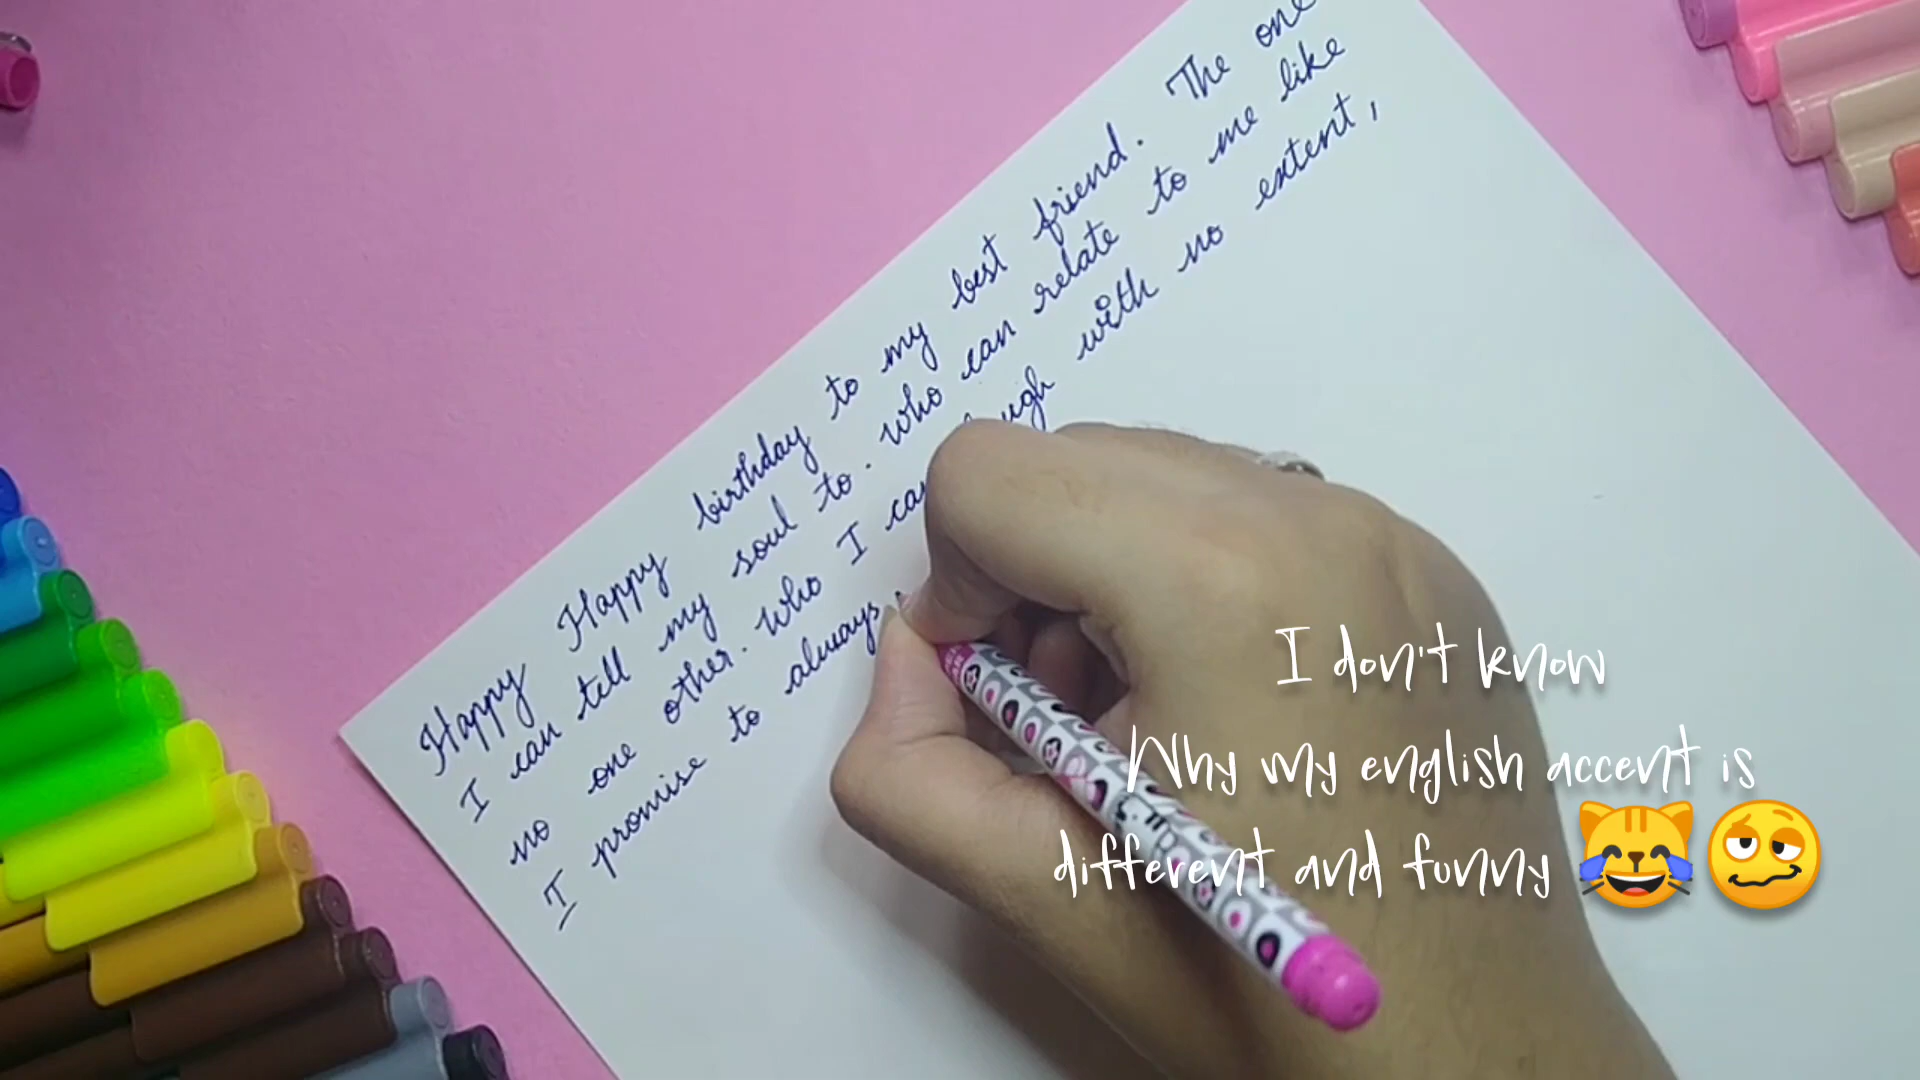 Happy Happy birthday to my best friend. The one
I can tell my soul to. Who can relate to me like
no one other. Who I can with no extent,
I promise to always
I don't know
Why my english accent is
different and funny 😹🥴